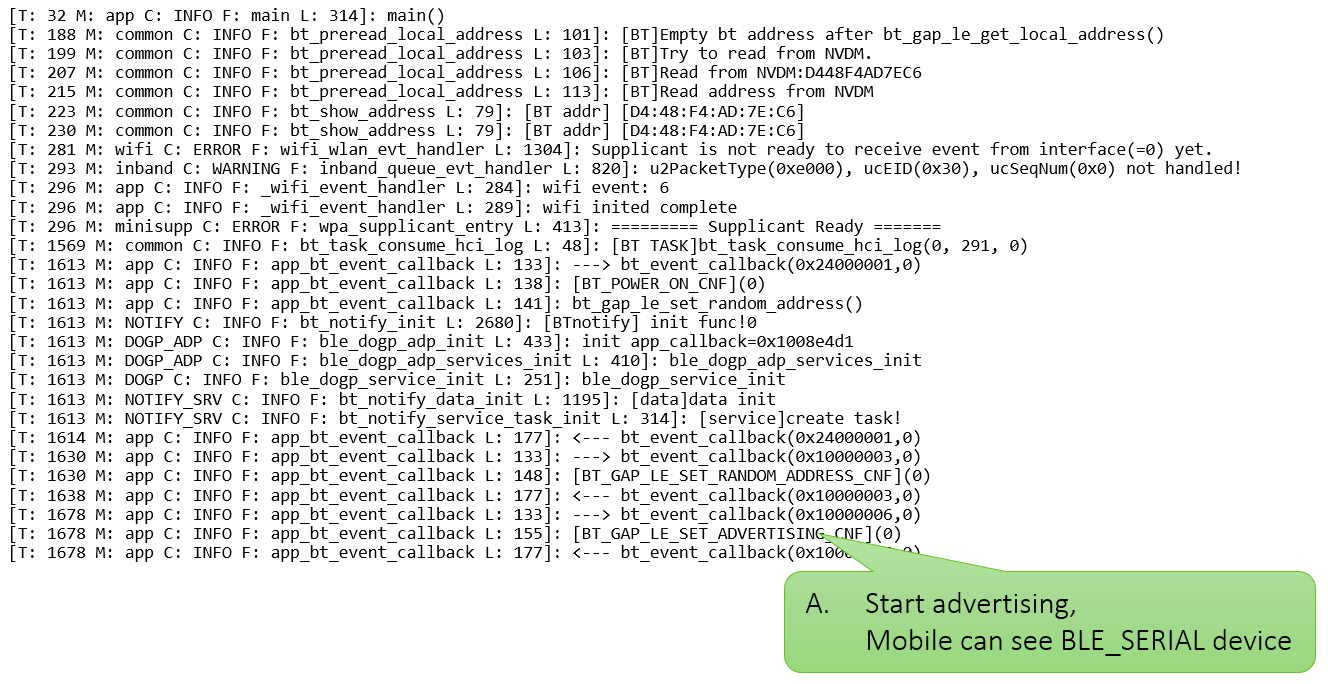 [T: 32 M: app C: INFO F: main L: 314]: main()
[T: 188 M: common C: INFO F: bt_preread_local_address L: 101]: [BT]Empty bt address after bt_gap_le_get_local_address()
[T: 199 M: common C: INFO F: bt_preread_local_address L: 103]: [BT]Try to read from NVDM.
[T: 207 M: common C: INFO F: bt_preread_local_address L: 106]: [BT]Read from NVDM:D448F4AD7EC6
[T: 215 M: common C: INFO F: bt_preread_local_address L: 113]: [BT]Read address from NVDM
[T: 223 M: common C: INFO F: bt_show_address L: 79]: [BT addr] [D4:48:F4:AD:7E:C6]
[T: 230 M: common C: INFO F: bt_show_address L: 79]: [BT addr] [D4:48:F4:AD:7E:C6]
[T: 281 M: wifi C: ERROR F: wifi_wlan_evt_handler L: 1304]: Supplicant is not ready to receive event from interface(=0) yet.
[T: 293 M: inband C: WARNING F: inband_queue_evt_handler L: 820]: u2PacketType(0xe000), ucEID(0x30), ucSeqNum(0x0) not handled!
[T: 296 M: app C: INFO F: _wifi_event_handler L: 284]: wifi event: 6
[T: 296 M: app C: INFO F: _wifi_event_handler L: 289]: wifi inited complete
[T: 296 M: minisupp C: ERROR F: wpa_supplicant_entry L: 413]: ========= Supplicant Ready =======
[T: 1569 M: common C: INFO F: bt_task_consume_hci_log L: 48]: [BT TASK]bt_task_consume_hci_log(0, 291, 0)
[T: 1613 M: app C: INFO F: app_bt_event_callback L: 133]: ---> bt_event_callback(0x24000001,0)
[T: 1613 M: app C: INFO F: app_bt_event_callback L: 138]: [BT_POWER_ON_CNF](0)
[T: 1613 M: app C: INFO F: app_bt_event_callback L: 141]: bt_gap_le_set_random_address()
[T: 1613 M: NOTIFY C: INFO F: bt_notify_init L: 2680]: [BTnotify] init func!0
[T: 1613 M: DOGP_ADP C: INFO F: ble_dogp_adp_init L: 433]: init app_callback=0x1008e4d1
[T: 1613 M: DOGP_ADP C: INFO F: ble_dogp_adp_services_init L: 410]: ble_dogp_adp_services_init
[T: 1613 M: DOGP C: INFO F: ble_dogp_service_init L: 251]: ble_dogp_service_init
[T: 1613 M: NOTIFY_SRV C: INFO F: bt_notify_data_init L: 1195]: [data]data init
[T: 1613 M: NOTIFY_SRV C: INFO F: bt_notify_service_task_init L: 314]: [service]create task!
[T: 1614 M: app C: INFO F: app_bt_event_callback L: 177]: <--- bt_event_callback(0x24000001,0)
[T: 1630 M: app C: INFO F: app_bt_event_callback L: 133]: ---> bt_event_callback(0x10000003,0)
[T: 1630 M: app C: INFO F: app_bt_event_callback L: 148]: [BT_GAP_LE_SET_RANDOM_ADDRESS_CNF](0)
[T: 1638 M: app C: INFO F: app_bt_event_callback L: 177]: <--- bt_event_callback(0x10000003,0)
[T: 1678 M: app C: INFO F: app_bt_event_callback L: 133]: ---> bt_event_callback(0x10000006,0)
[T: 1678 M: app C: INFO F: app_bt_event_callback L: 155]: [BT_GAP_LE_SET_ADVERTISING_CNF](0)
[T: 1678 M: app C: INFO F: app_bt_event_callback L: 177]: <---
A. Start advertising,
Mobile can see BLE_SERIAL device